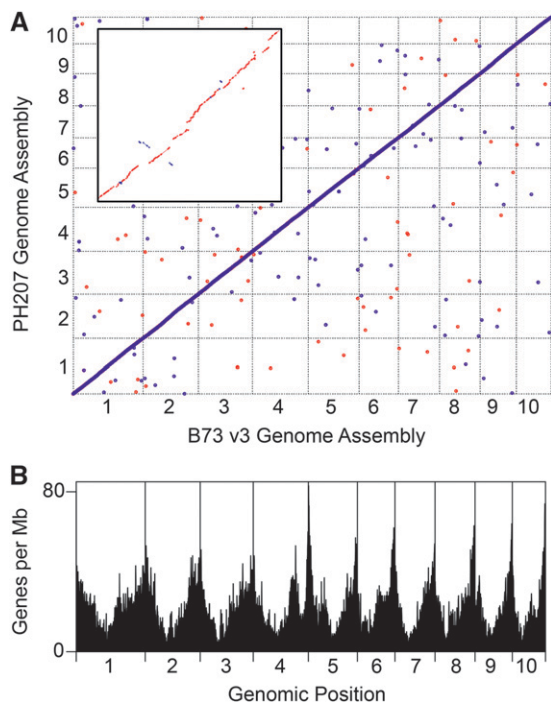 A
PH207 Genome Assembly
10
9
8
7
6
5
4
3
2
1
1 2 3 4 5 6 7 8 9 10
B73 v3 Genome Assembly
B
Genes per Mb
80
0
1 2 3 4 5 6 7 8 9 10
Genomic Position